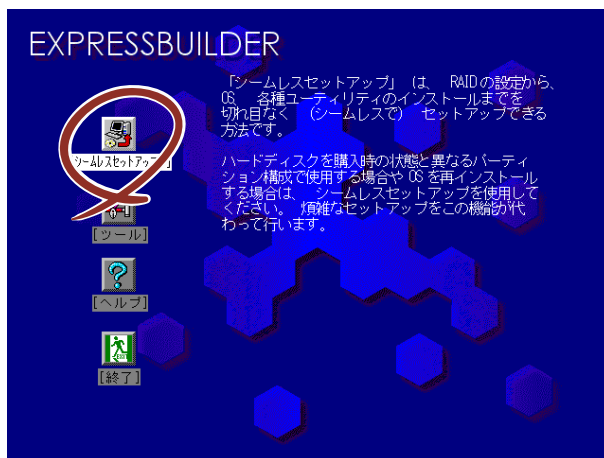 EXPRESSBUILDER
「シームレスセットアップ」 は、 RAIDの設定から、
OS、 各種ユーティリティのインストールまでを
切れ目なく （シームレスで） セットアップできる
方法です。
ハードディスクを購入時の状態と異なるパーティ
ション構成で使用する場合や OS を再インストール
する場合は、 シームレスセットアップを使用して
ください。 煩雑なセットアップをこの機能が代
わって行います。
シームレスセットアップ
[ツール]
[ヘルプ]
EXIT
[終了]